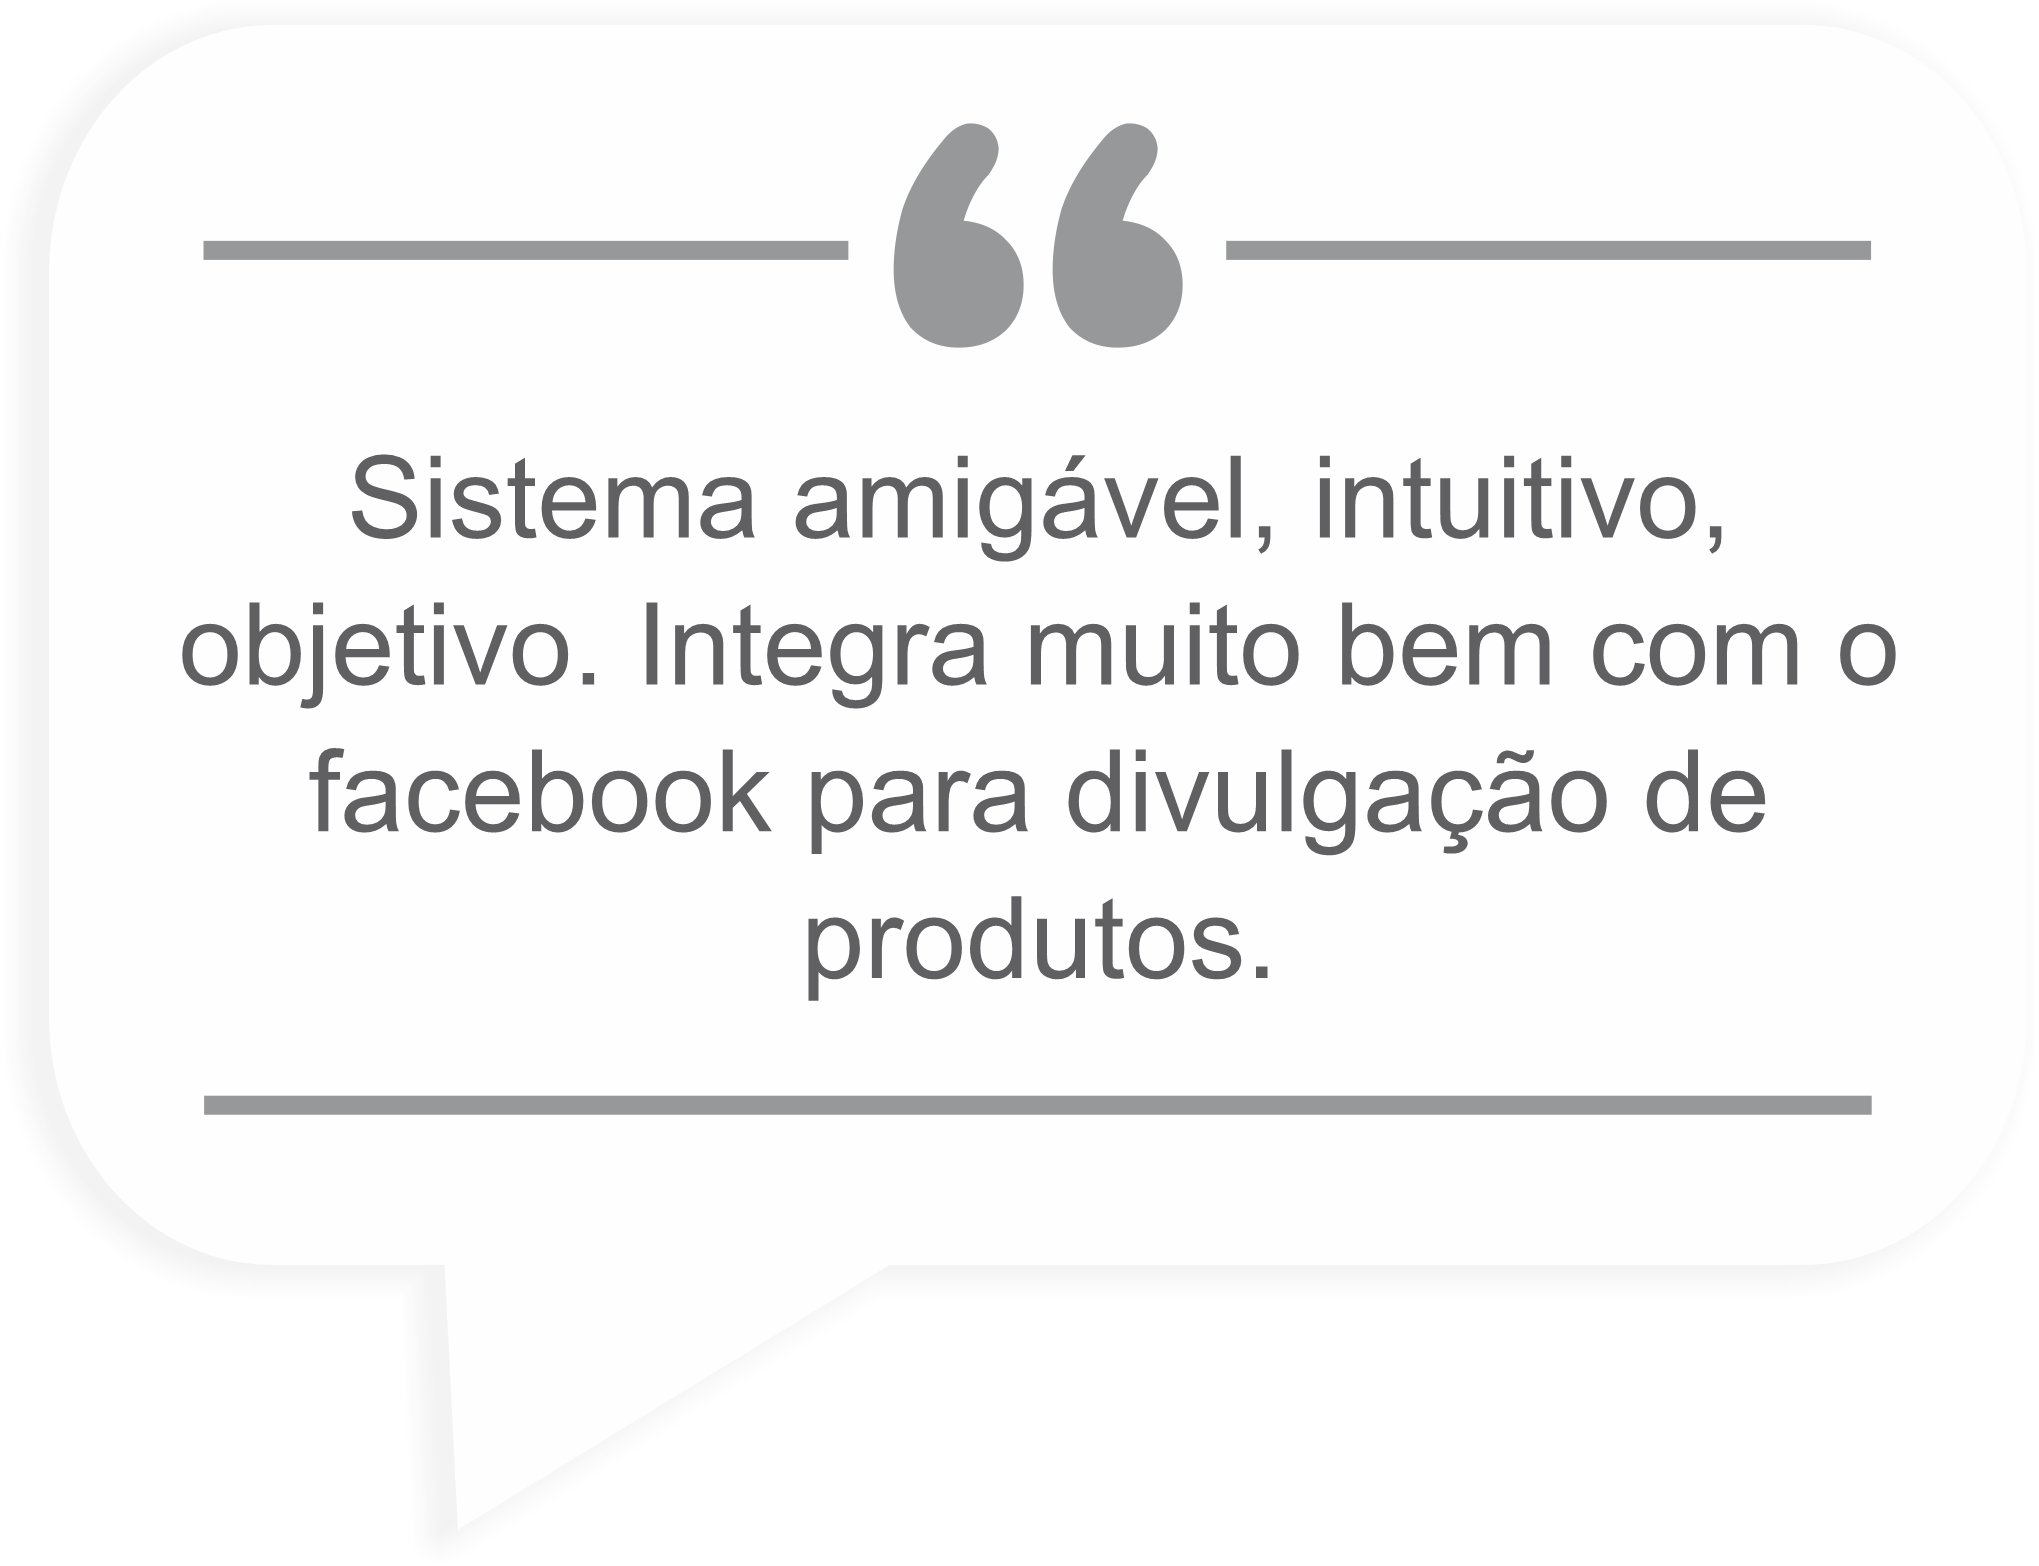 Sistema amigável, intuitivo,
objetivo. Integra muito bem com o
facebook para divulgação de
produtos.